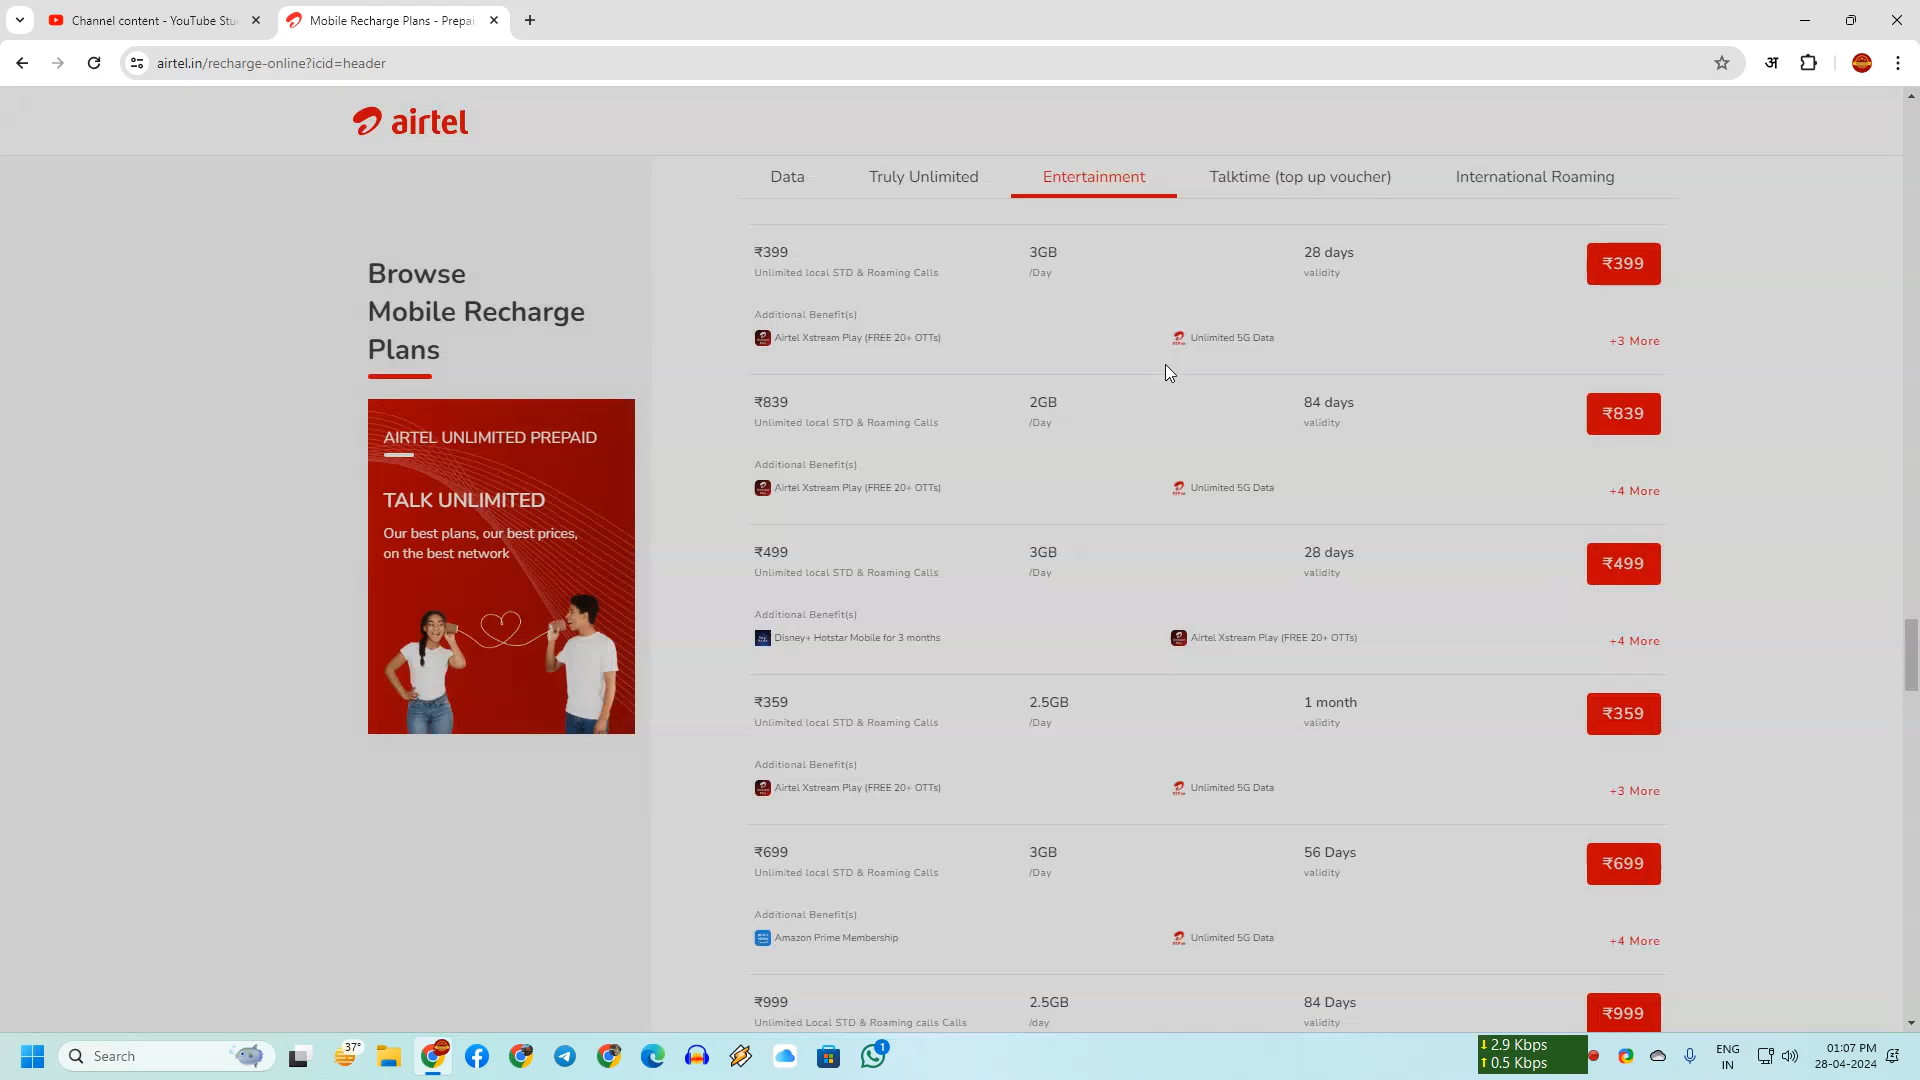 Channel content - YouTube Stu
Mobile Recharge Plans - Prepai
airtel.in/recharge-online?icid=header
अ
airtel
Data
Truly Unlimited
Entertainment
Talktime (top up voucher)
International Roaming
Browse
Mobile Recharge
Plans
AIRTEL UNLIMITED PREPAID
TALK UNLIMITED
Our best plans, our best prices,
on the best network
₹399 3GB 28 days ₹399
Unlimited local STD & Roaming Calls /Day validity
Additional Benefit(s)
Airtel Xstream Play (FREE 20+ OTTs) Unlimited 5G Data +3 More
₹839 2GB 84 days ₹839
Unlimited local STD & Roaming Calls /Day validity
Additional Benefit(s)
Airtel Xstream Play (FREE 20+ OTTs) Unlimited 5G Data +4 More
₹499 3GB 28 days ₹499
Unlimited local STD & Roaming Calls /Day validity
Additional Benefit(s)
Disney+ Hotstar Mobile for 3 months Airtel Xstream Play (FREE 20+ OTTs) +4 More
₹359 2.5GB 1 month ₹359
Unlimited local STD & Roaming Calls /Day validity
Additional Benefit(s)
Airtel Xstream Play (FREE 20+ OTTs) Unlimited 5G Data +3 More
₹699 3GB 56 Days ₹699
Unlimited local STD & Roaming Calls /Day validity
Additional Benefit(s)
Amazon Prime Membership Unlimited 5G Data +4 More
₹999 2.5GB 84 Days ₹999
Unlimited Local STD & Roaming calls Calls /day validity
Search
37°
1
↓ 2.9 Kbps
↑ 0.5 Kbps
ENG
IN
01:07 PM
28-04-2024